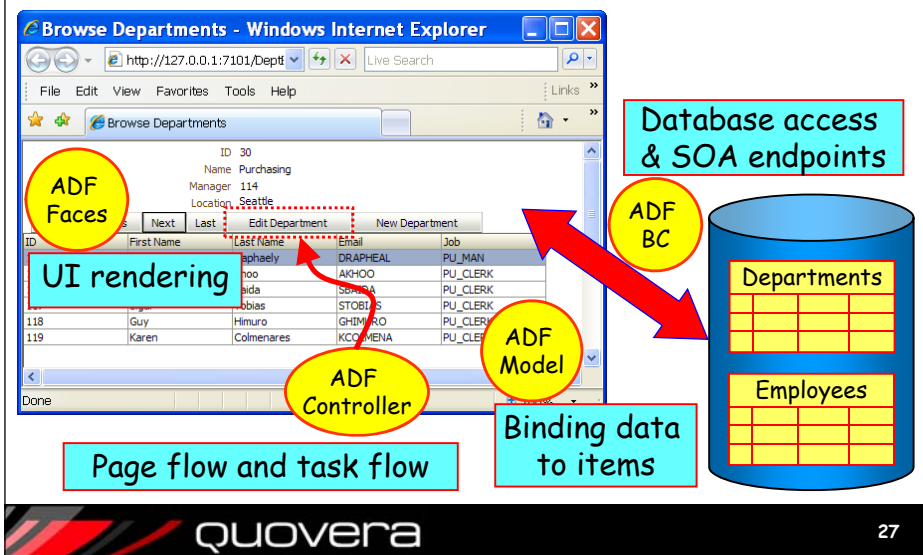 Browse Departments - Windows Internet Explorer
http://127.0.0.1:7101/Dept
Live Search
File Edit View Favorites Tools Help
Links »
Browse Departments
»
ID 30
Name Purchasing
Manager 114
Location Seattle
Next Last Edit Department New Department
ID First Name Last Name Email Job
DRAPHEAL PU_MAN
AKHOO PU_CLERK
SBAIDA PU_CLERK
STOBIAS PU_CLERK
118 Guy Himuro GHIMURO PU_CLERK
119 Karen Colmenares KCOLMENA
Done
ADF
Faces
UI rendering
ADF
Controller
Page flow and task flow
ADF
Model
Binding data
to items
Database access
& SOA endpoints
ADF
BC
Departments
Employees
quovera
27